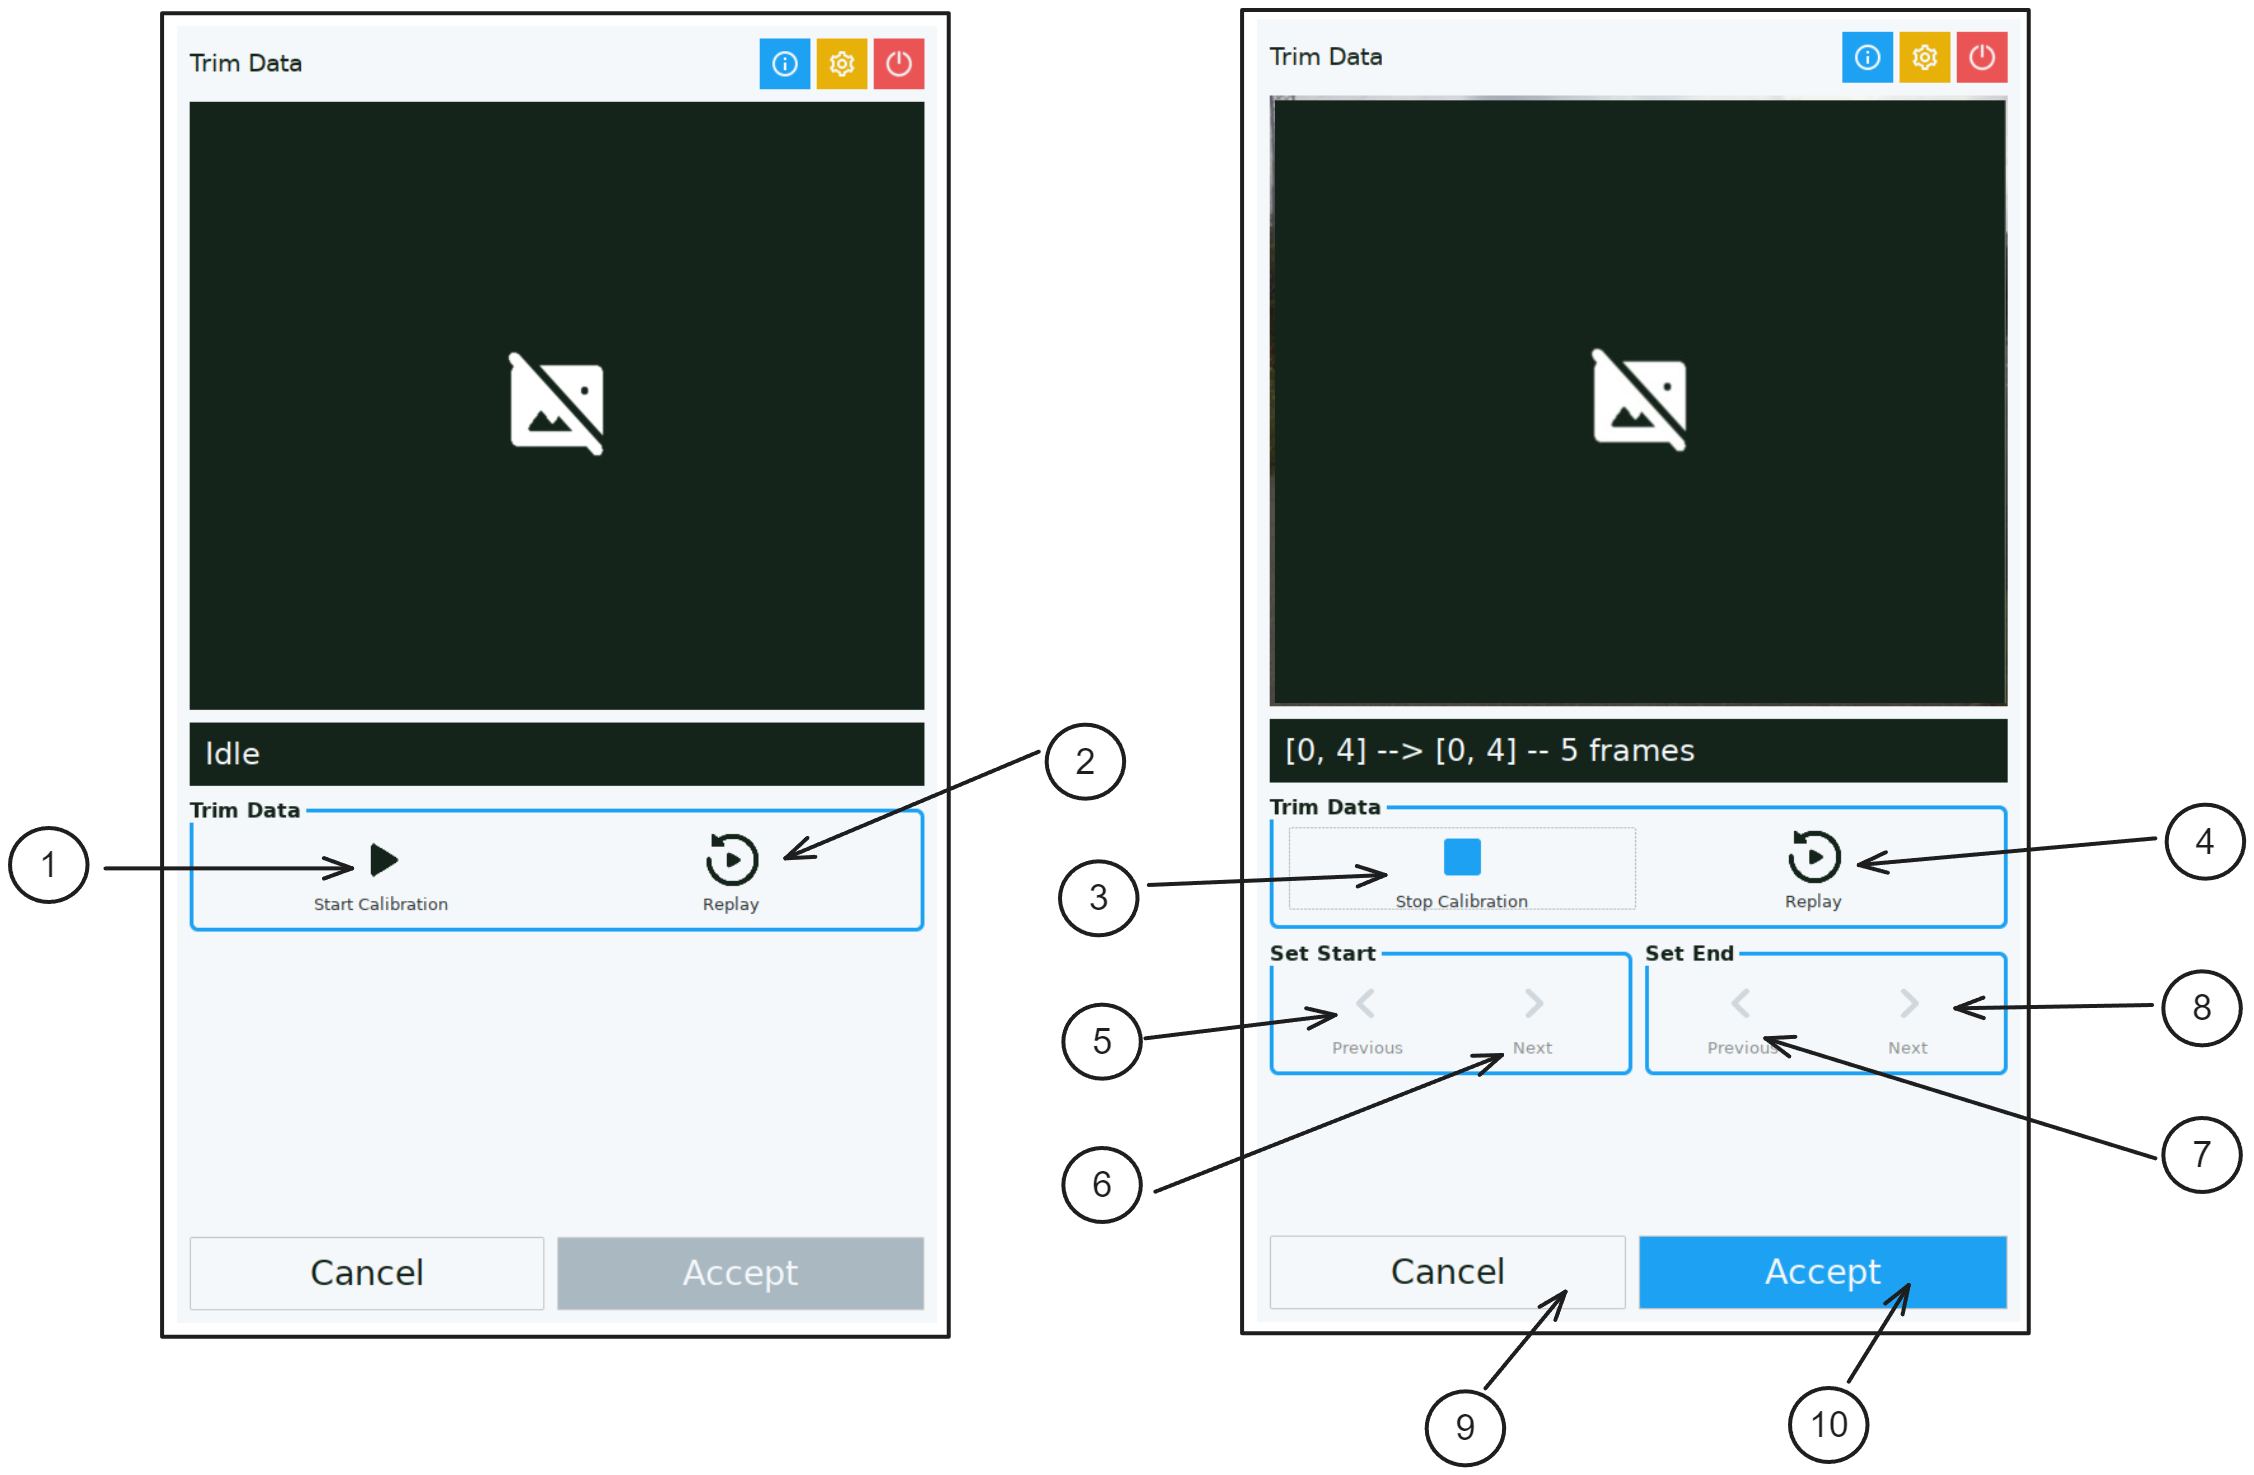 Trim Data
Idle
Trim Data
Start Calibration
Replay
Cancel
Accept
1
2
Trim Data
[0, 4] --> [0, 4] -- 5 frames
Trim Data
Stop Calibration
Replay
Set Start
Set End
Previous
Next
Previous
Next
Cancel
Accept
3
4
5
8
6
7
9
10